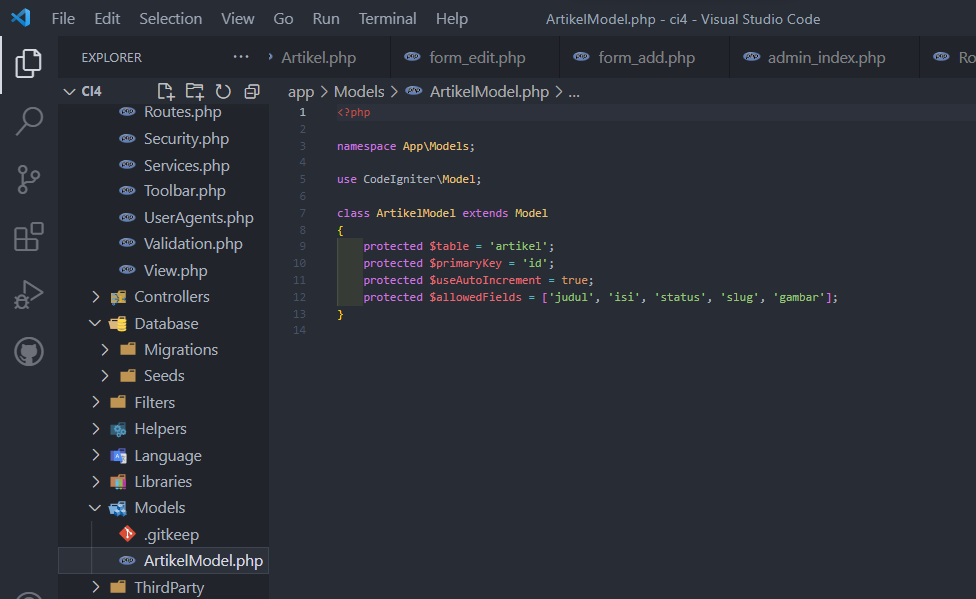 File Edit Selection View Go Run Terminal Help ArtikelModel.php - ci4 - Visual Studio Code
EXPLORER ... Artikel.php form_edit.php form_add.php admin_index.php Ro
CI4
app > Models > ArtikelModel.php > ...
Routes.php
Security.php
Services.php
Toolbar.php
UserAgents.php
Validation.php
View.php
Controllers
Database
Migrations
Seeds
Filters
Helpers
Language
Libraries
Models
.gitkeep
ArtikelModel.php
ThirdParty
1 <?php
2
3 namespace App\Models;
4
5 use CodeIgniter\Model;
6
7 class ArtikelModel extends Model
8 {
9 protected $table = 'artikel';
10 protected $primaryKey = 'id';
11 protected $useAutoIncrement = true;
12 protected $allowedFields = ['judul', 'isi', 'status', 'slug', 'gambar'];
13 }
14